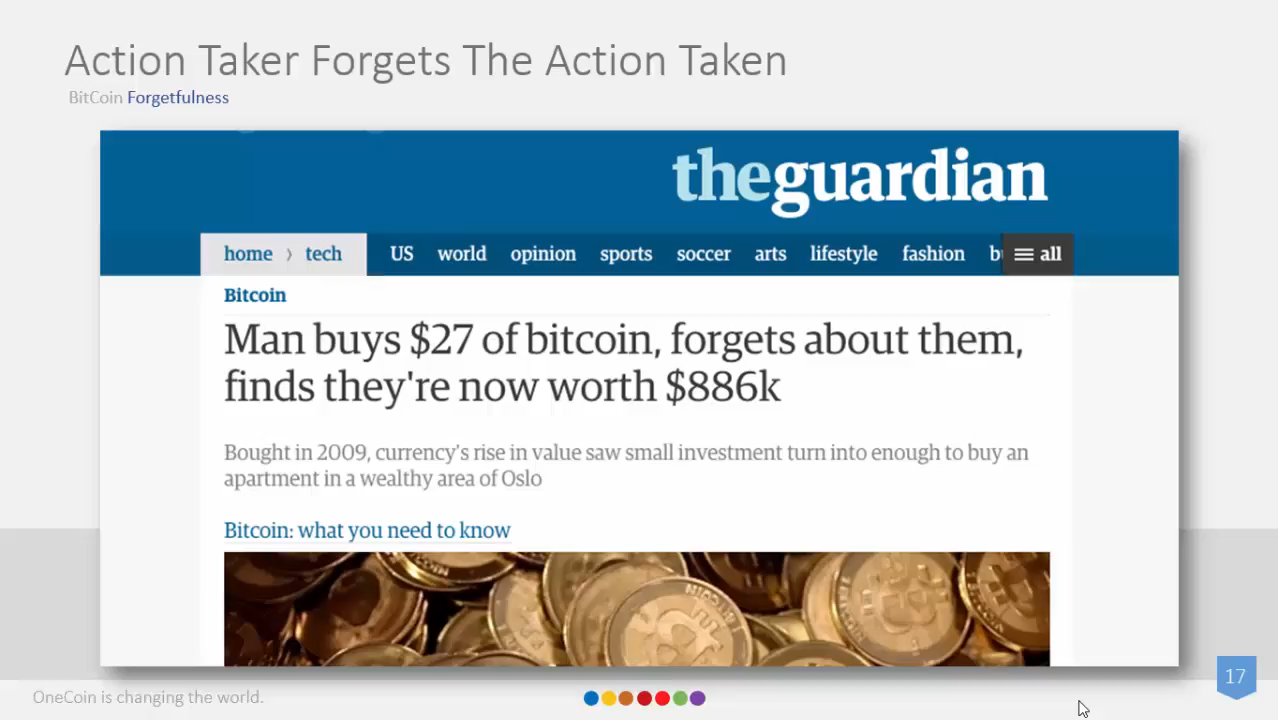 Action Taker Forgets The Action Taken
BitCoin Forgetfulness
theguardian
home › tech US world opinion sports soccer arts lifestyle fashion all
Bitcoin
Man buys $27 of bitcoin, forgets about them,
finds they're now worth $886k
Bought in 2009, currency's rise in value saw small investment turn into enough to buy an
apartment in a wealthy area of Oslo
Bitcoin: what you need to know
OneCoin is changing the world.
17